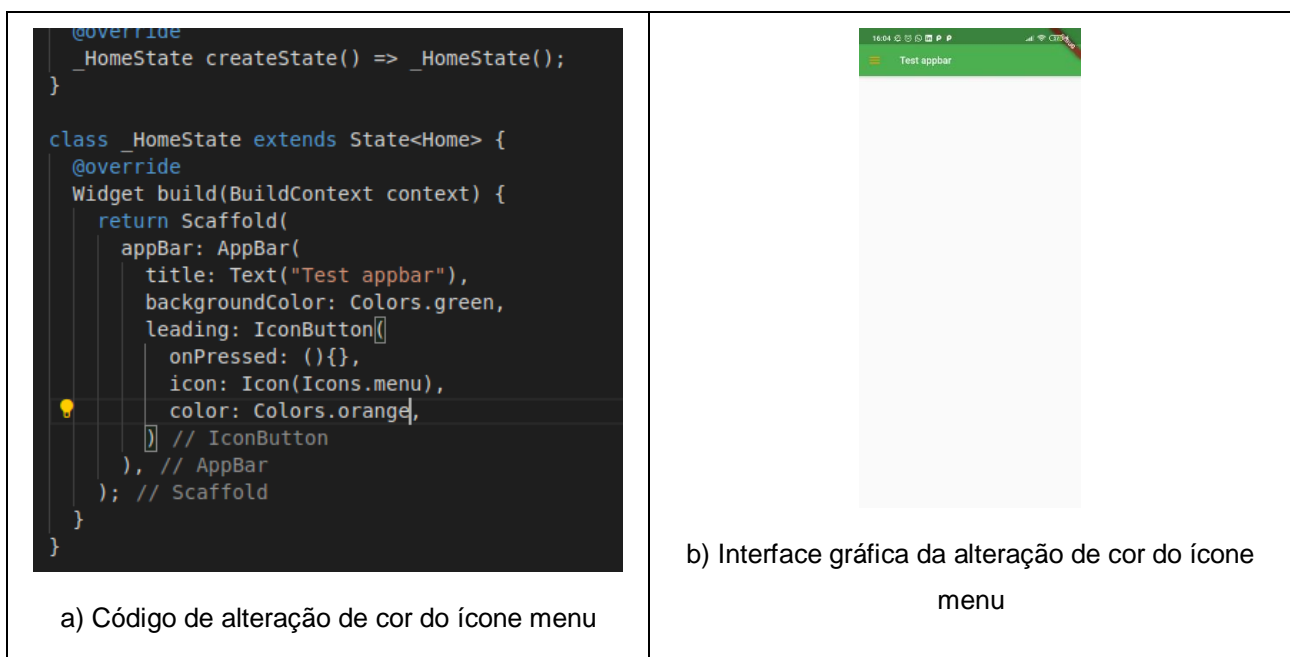 @override
_HomeState createState() => _HomeState();
}
class _HomeState extends State<Home> {
@override
Widget build(BuildContext context) {
return Scaffold(
appBar: AppBar(
title: Text("Test appbar"),
backgroundColor: Colors.green,
leading: IconButton(
onPressed: (){},
icon: Icon(Icons.menu),
color: Colors.orange,
) // IconButton
), // AppBar
); // Scaffold
}
}
a) Código de alteração de cor do ícone menu
16:04
Test appbar
b) Interface gráfica da alteração de cor do ícone
menu